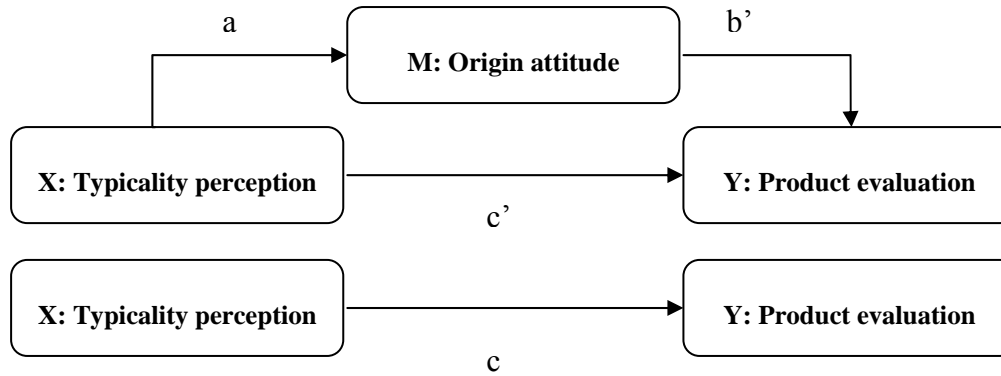 a
b’
M: Origin attitude
X: Typicality perception
Y: Product evaluation
c’
X: Typicality perception
Y: Product evaluation
c